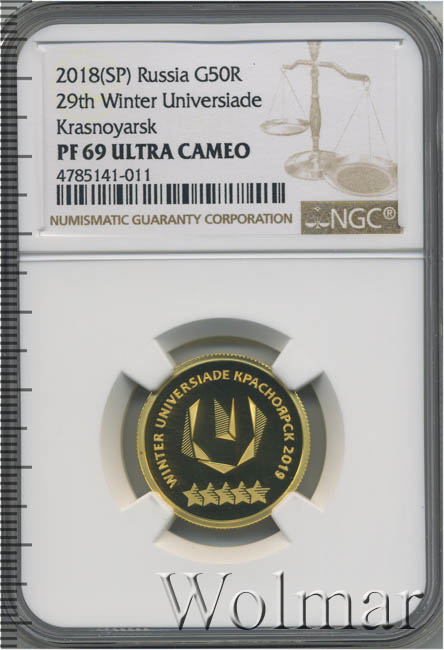 2018(SP) Russia G50R
29th Winter Universiade
Krasnoyarsk
PF 69 ULTRA CAMEO
4785141-011
NUMISMATIC GUARANTY CORPORATION
NGC®
WINTER UNIVERSIADE КРАСНОЯРСК 2019
Wolmar